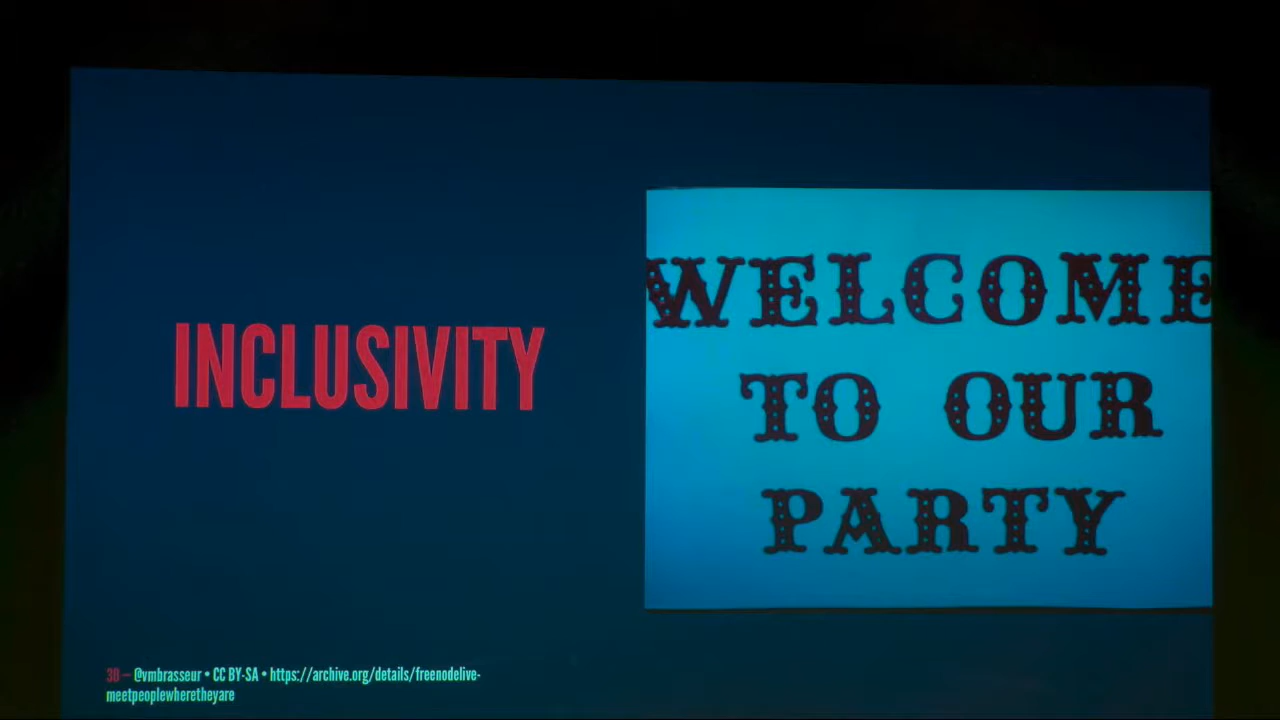 INCLUSIVITY
WELCOME
TO OUR
PARTY
30 – @vmbrasseur • CC BY-SA • https://archive.org/details/freenodelive-
meetpeoplewheretheyare